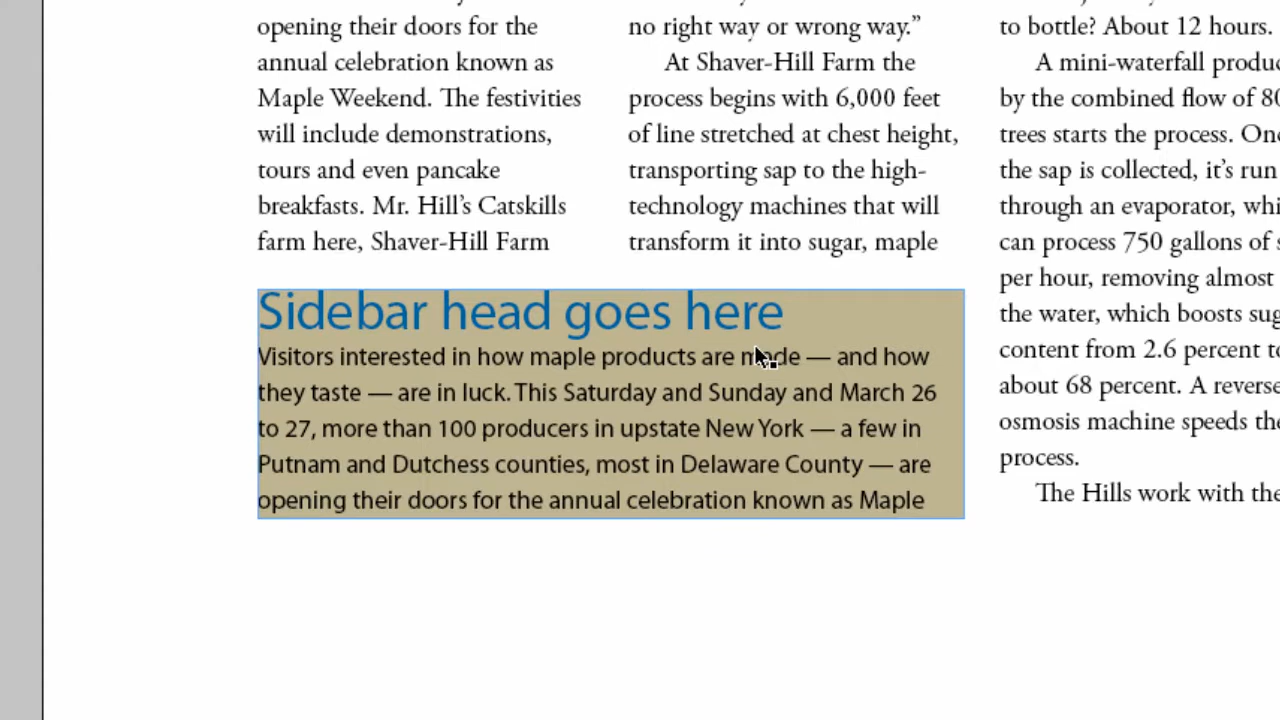 opening their doors for the
annual celebration known as
Maple Weekend. The festivities
will include demonstrations,
tours and even pancake
breakfasts. Mr. Hill’s Catskills
farm here, Shaver-Hill Farm
no right way or wrong way.”
At Shaver-Hill Farm the
process begins with 6,000 feet
of line stretched at chest height,
transporting sap to the high-
technology machines that will
transform it into sugar, maple
Sidebar head goes here
Visitors interested in how maple products are made — and how
they taste — are in luck. This Saturday and Sunday and March 26
to 27, more than 100 producers in upstate New York — a few in
Putnam and Dutchess counties, most in Delaware County — are
opening their doors for the annual celebration known as Maple
to bottle? About 12 hours.
A mini-waterfall
by the combined flow of
trees starts the process.
the sap is collected, it’s run
through an evaporator,
can process 750 gallons of
per hour, removing almost
the water, which boosts
content from 2.6 percent
about 68 percent. A
osmosis machine speeds
process.
The Hills work with